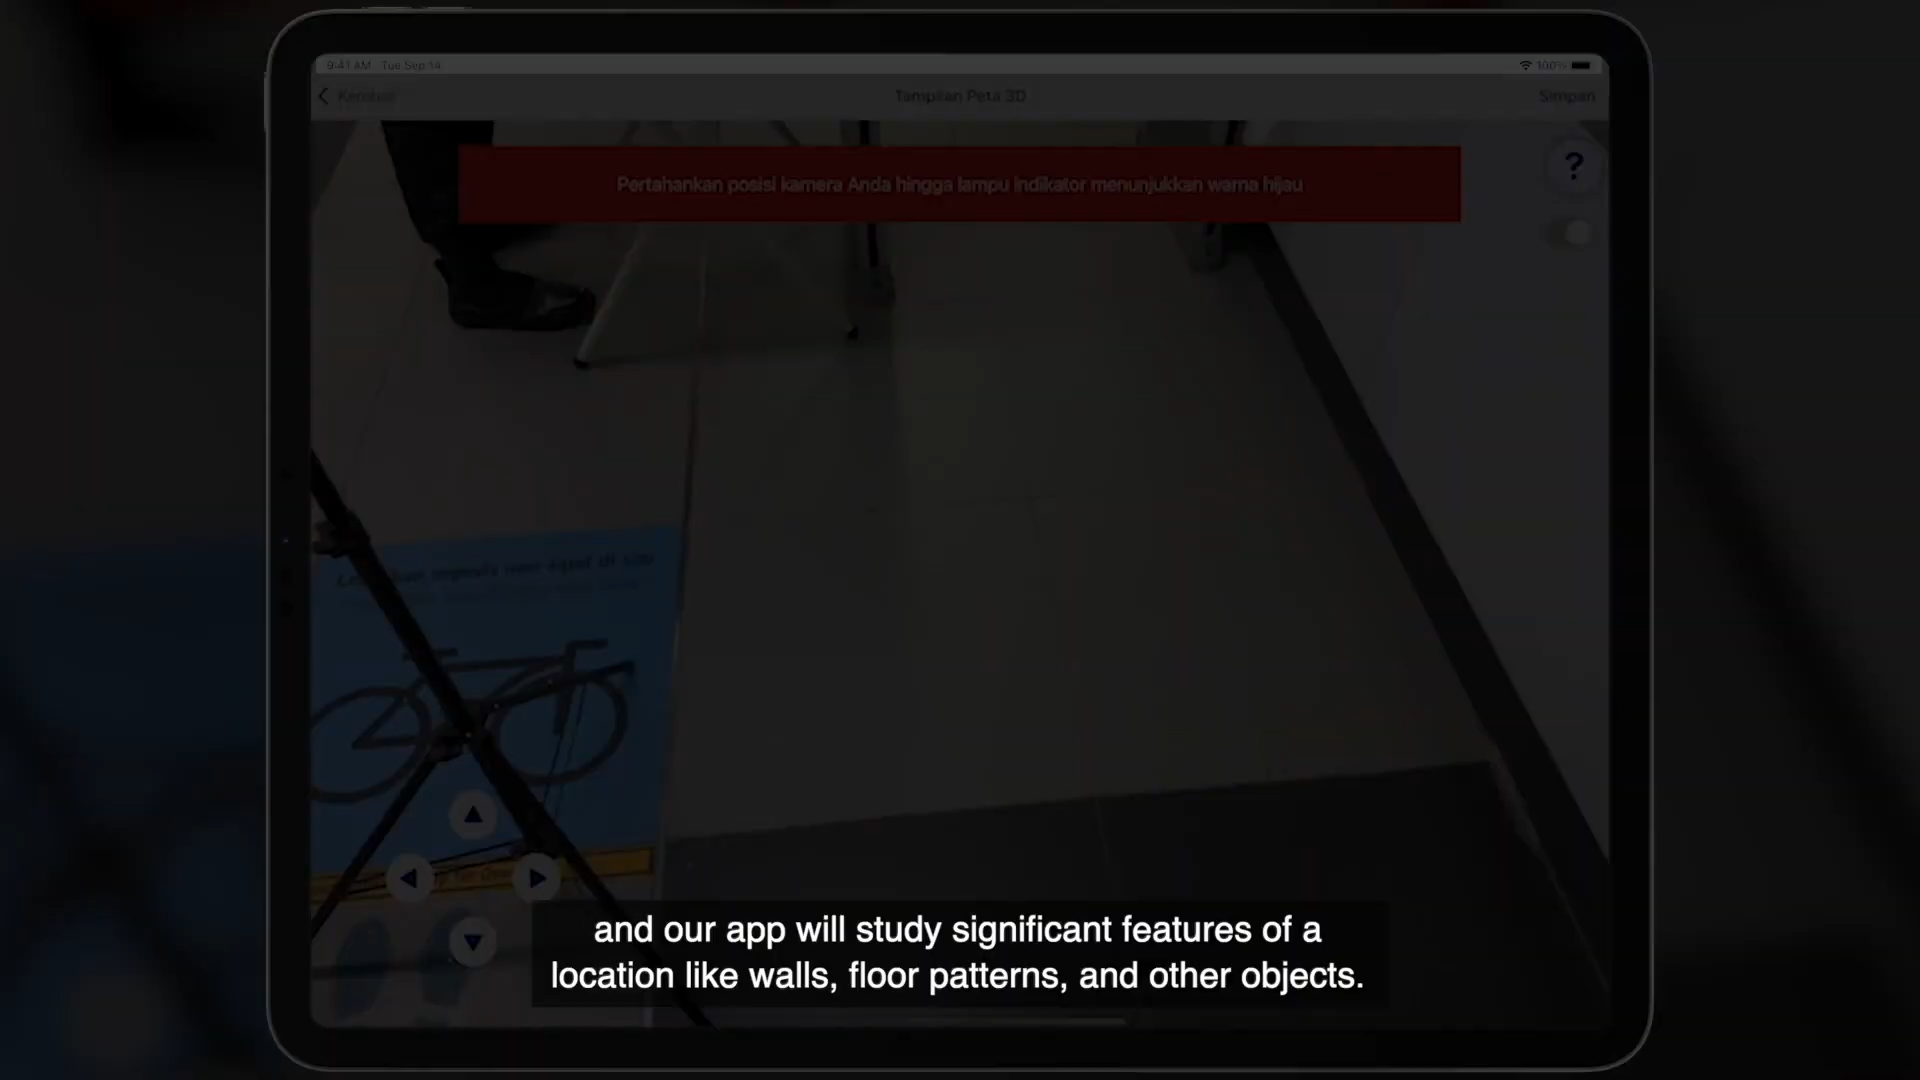 9:41 AM Tue Sep 14
100%
Kembali
Tampilan Peta 3D
Simpan
Pertahankan posisi kamera Anda hingga lampu indikator menunjukkan warna hijau
?
and our app will study significant features of a
location like walls, floor patterns, and other objects.